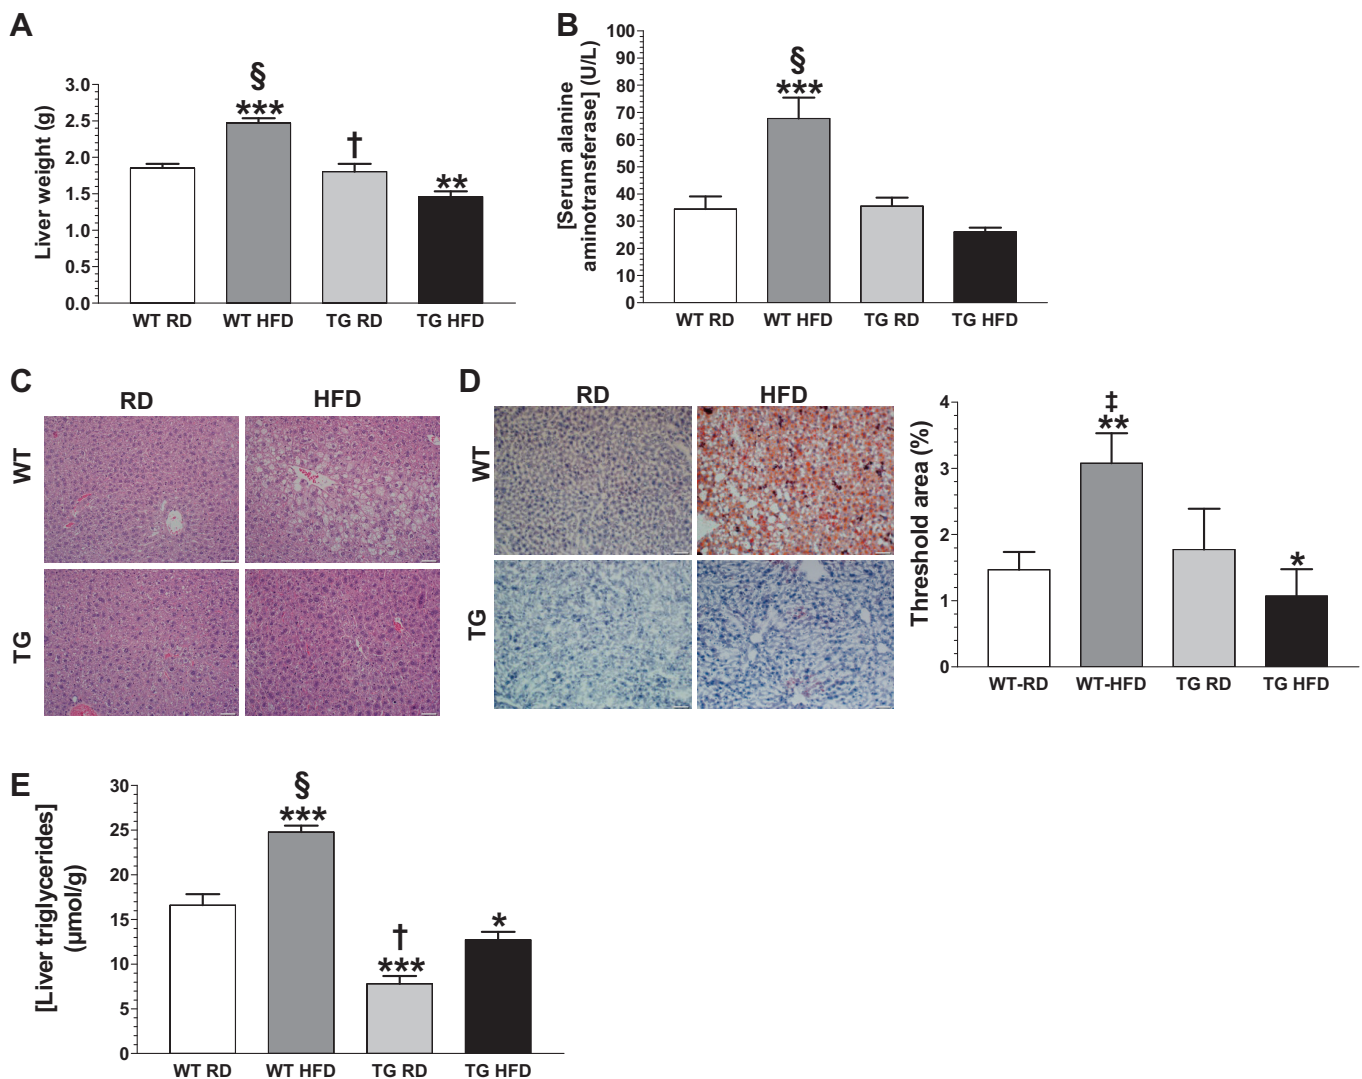 A
Liver weight (g)
3.0
2.5
2.0
1.5
1.0
0.5
0.0
§
***
†
**
WT RD
WT HFD
TG RD
TG HFD
B
[Serum alanine
aminotransferase] (U/L)
100
90
80
70
60
50
40
30
20
10
0
§
***
WT RD
WT HFD
TG RD
TG HFD
C
RD
HFD
WT
TG
D
RD
HFD
WT
TG
Threshold area (%)
4
3
2
1
0
‡
**
*
WT-RD
WT-HFD
TG RD
TG HFD
E
[Liver triglycerides]
(µmol/g)
30
25
20
15
10
5
0
§
***
†
***
*
WT RD
WT HFD
TG RD
TG HFD